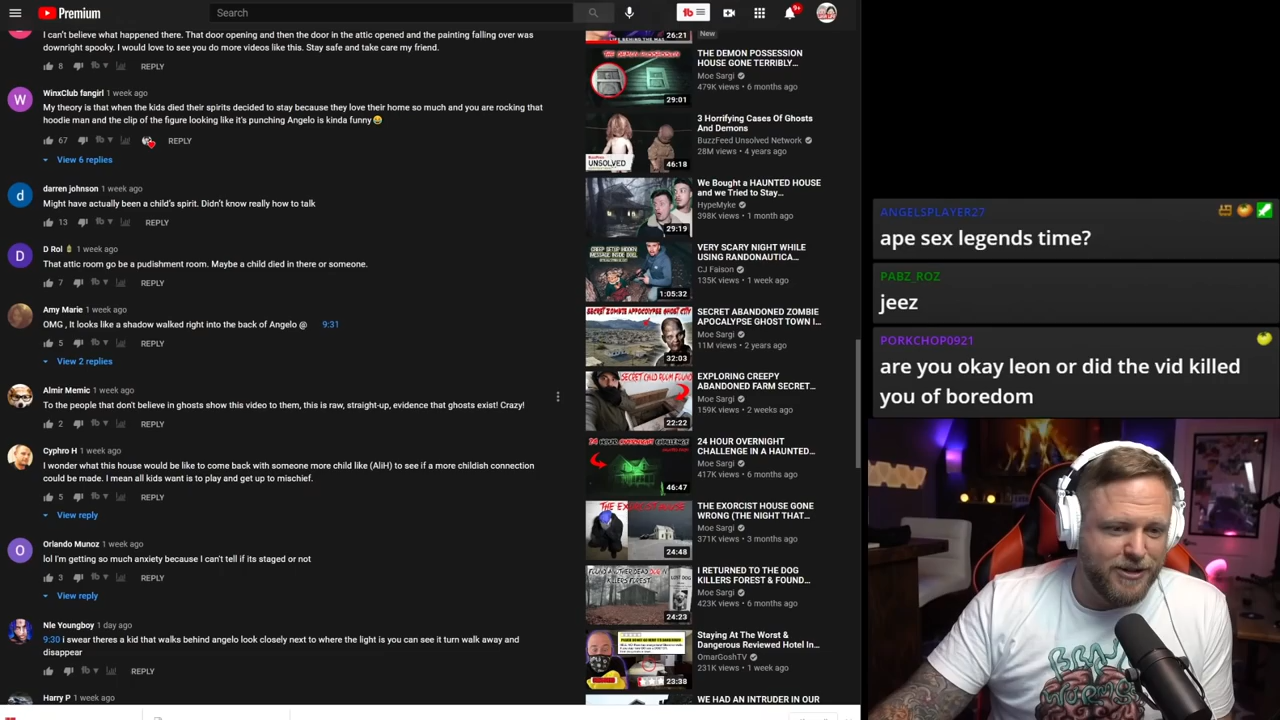 Premium
Search
9+
I can't believe what happened there. That door opening and then the door in the attic opened and the painting falling over was
downright spooky. I would love to see you do more videos like this. Stay safe and take care my friend.
8 REPLY
WinxClub fangirl 1 week ago
My theory is that when the kids died their spirits decided to stay because they love their home so much and you are rocking that
hoodie man and the clip of the figure looking like it's punching Angelo is kinda funny😅
67 REPLY
View 6 replies
darren johnson 1 week ago
Might have actually been a child's spirit. Didn't know really how to talk
13 REPLY
D Rol 1 week ago
That attic room go be a pudishment room. Maybe a child died in there or someone.
REPLY
Amy Marie 1 week ago
OMG , It looks like a shadow walked right into the back of Angelo @ 9:31
5 REPLY
View 2 replies
Almir Memic 1 week ago
To the people that don't believe in ghosts show this video to them, this is raw, straight-up, evidence that ghosts exist! Crazy!
2 REPLY
Cyphro H 1 week ago
I wonder what this house would be like to come back with someone more child like (AliH) to see if a more childish connection
could be made. I mean all kids want is to play and get up to mischief.
5 REPLY
View reply
Orlando Munoz 1 week ago
lol I'm getting so much anxiety because I can't tell if its staged or not
3 REPLY
View reply
Nle Youngboy 1 day ago
9:30 i swear theres a kid that walks behind angelo look closely next to where the light is you can see it turn walk away and
disappear
REPLY
Harry P 1 week ago
26:21
New
THE DEMON POSSESSION
HOUSE GONE TERRIBLY...
Moe Sargi
479K views • 6 months ago
29:01
3 Horrifying Cases Of Ghosts
And Demons
BuzzFeed Unsolved Network
28M views • 4 years ago
UNSOLVED
46:18
We Bought a HAUNTED HOUSE
and we Tried to Stay...
HypeMyke
398K views • 1 month ago
29:19
VERY SCARY NIGHT WHILE
USING RANDONAUTICA...
CJ Faison
135K views • 1 week ago
1:05:32
SECRET ABANDONED ZOMBIE
APOCALYPSE GHOST TOWN I...
Moe Sargi
11M views • 2 years ago
32:03
EXPLORING CREEPY
ABANDONED FARM SECRET...
Moe Sargi
159K views • 2 weeks ago
22:22
24 HOUR OVERNIGHT
CHALLENGE IN A HAUNTED...
Moe Sargi
417K views • 6 months ago
46:47
THE EXORCIST HOUSE GONE
WRONG (THE NIGHT THAT...
Moe Sargi
371K views • 3 months ago
24:48
I RETURNED TO THE DOG
KILLERS FOREST & FOUND...
Moe Sargi
423K views • 6 months ago
24:23
Staying At The Worst &
Dangerous Reviewed Hotel In...
OmarGoshTV
231K views • 1 week ago
23:38
WE HAD AN INTRUDER IN OUR
ANGELSPLAYER27
ape sex legends time?
PABZ_ROZ
jeez
PORKCHOP0921
are you okay leon or did the vid killed
you of boredom